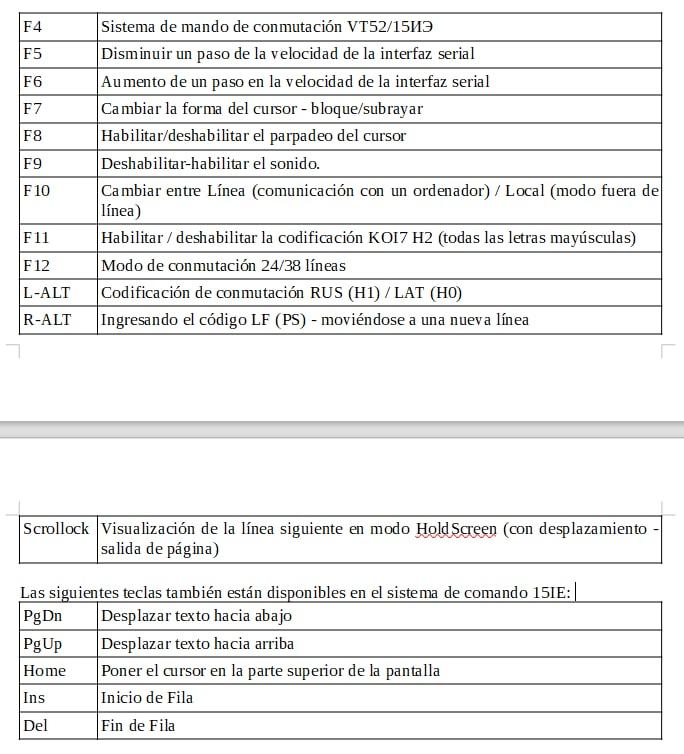 F4 Sistema de mando de conmutación VT52/15ИЭ
F5 Disminuir un paso de la velocidad de la interfaz serial
F6 Aumento de un paso en la velocidad de la interfaz serial
F7 Cambiar la forma del cursor - bloque/subrayar
F8 Habilitar/deshabilitar el parpadeo del cursor
F9 Deshabilitar-habilitar el sonido.
F10 Cambiar entre Línea (comunicación con un ordenador) / Local (modo fuera de
línea)
F11 Habilitar / deshabilitar la codificación KOI7 H2 (todas las letras mayúsculas)
F12 Modo de conmutación 24/38 líneas
L-ALT Codificación de conmutación RUS (H1) / LAT (H0)
R-ALT Ingresando el código LF (PS) - moviéndose a una nueva línea
Scrollock Visualización de la línea siguiente en modo HoldScreen (con desplazamiento -
salida de página)
Las siguientes teclas también están disponibles en el sistema de comando 15IE:
PgDn Desplazar texto hacia abajo
PgUp Desplazar texto hacia arriba
Home Poner el cursor en la parte superior de la pantalla
Ins Inicio de Fila
Del Fin de Fila